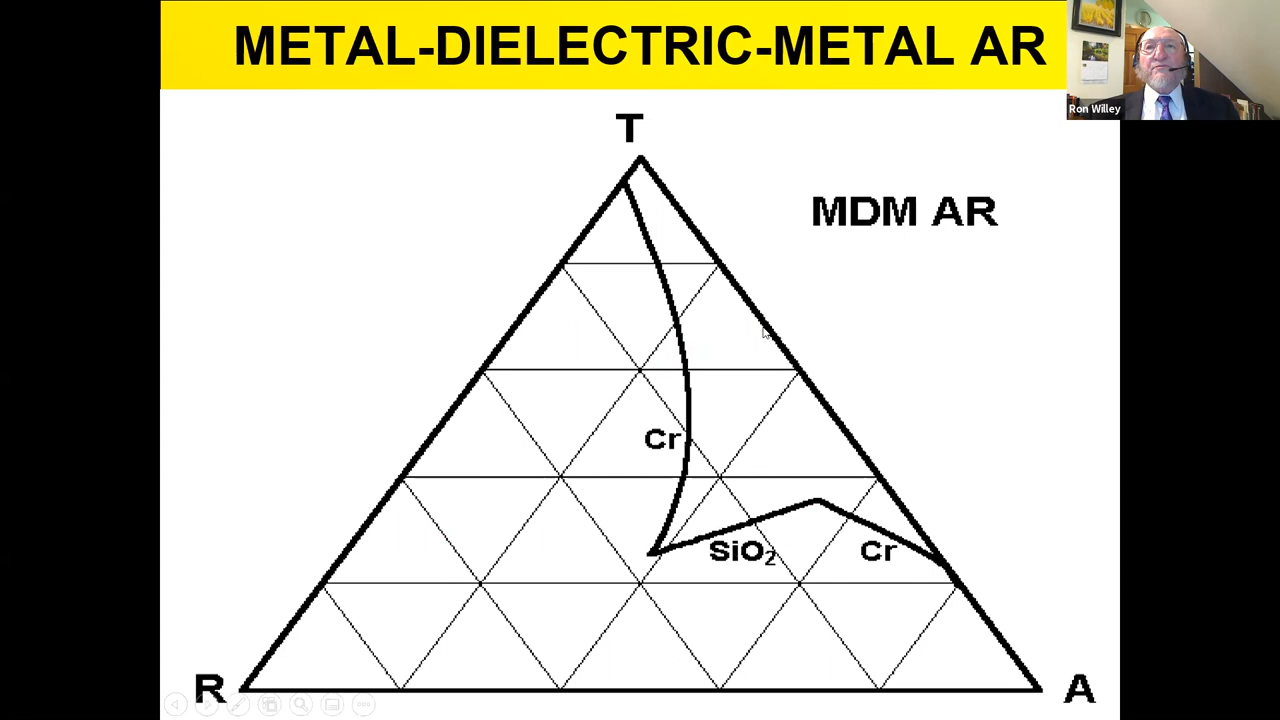 METAL-DIELECTRIC-METAL AR
Ron Willey
T
MDM AR
Cr
SiO₂
Cr
R
A